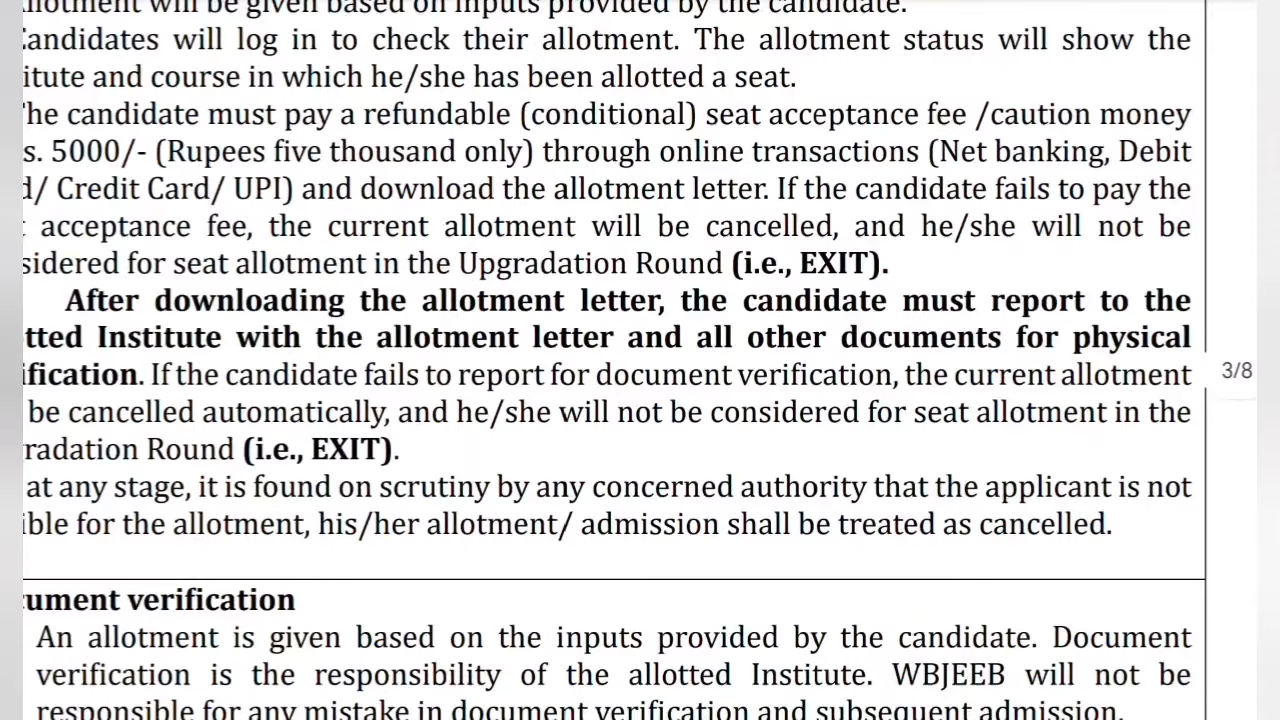 llotment will be given based on inputs provided by the candidate.
Candidates will log in to check their allotment. The allotment status will show the
itute and course in which he/she has been allotted a seat.
The candidate must pay a refundable (conditional) seat acceptance fee /caution money
s. 5000/- (Rupees five thousand only) through online transactions (Net banking, Debit
d/ Credit Card/ UPI) and download the allotment letter. If the candidate fails to pay the
acceptance fee, the current allotment will be cancelled, and he/she will not be
sidered for seat allotment in the Upgradation Round (i.e., EXIT).
After downloading the allotment letter, the candidate must report to the
tted Institute with the allotment letter and all other documents for physical
ification. If the candidate fails to report for document verification, the current allotment
3/8
be cancelled automatically, and he/she will not be considered for seat allotment in the
radation Round (i.e., EXIT).
at any stage, it is found on scrutiny by any concerned authority that the applicant is not
ible for the allotment, his/her allotment/ admission shall be treated as cancelled.
cument verification
An allotment is given based on the inputs provided by the candidate. Document
verification is the responsibility of the allotted Institute. WBJEEB will not be
responsible for any mistake in document verification and subsequent admission.